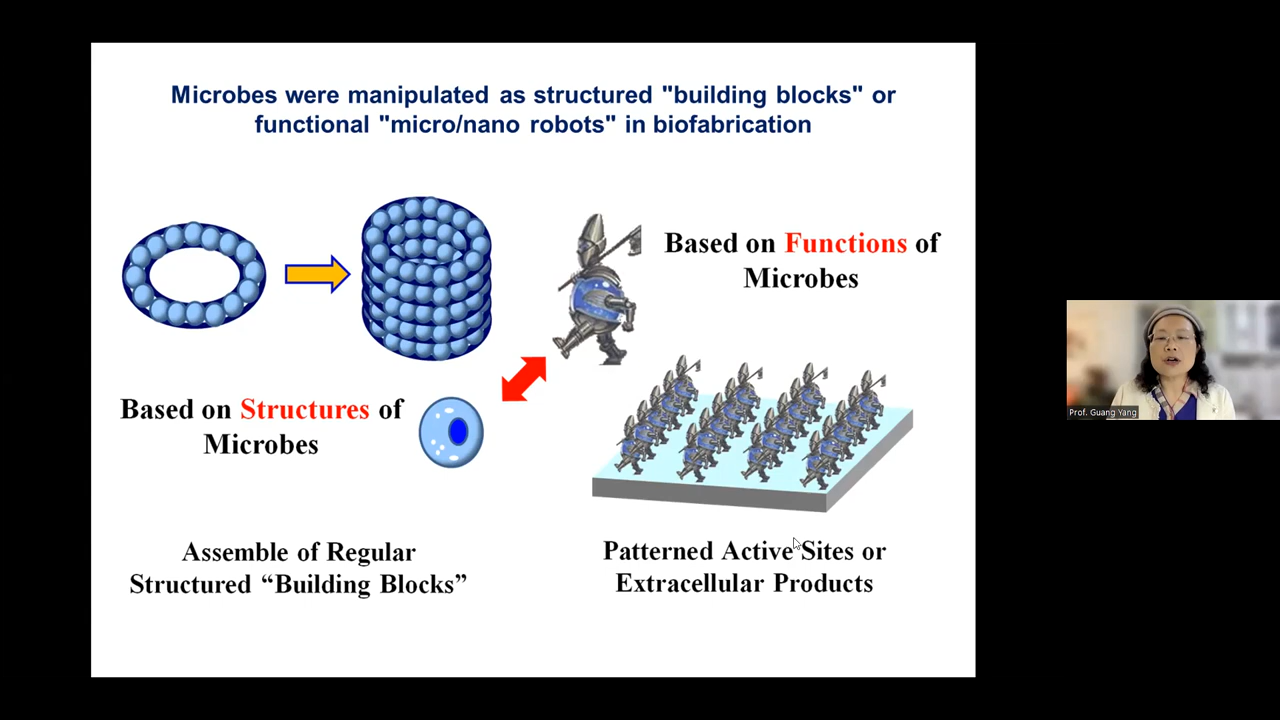 Microbes were manipulated as structured "building blocks" or
functional "micro/nano robots" in biofabrication
Based on Functions of
Microbes
Based on Structures of
Microbes
Assemble of Regular
Structured “Building Blocks”
Patterned Active Sites or
Extracellular Products
Prof. Guang Yang